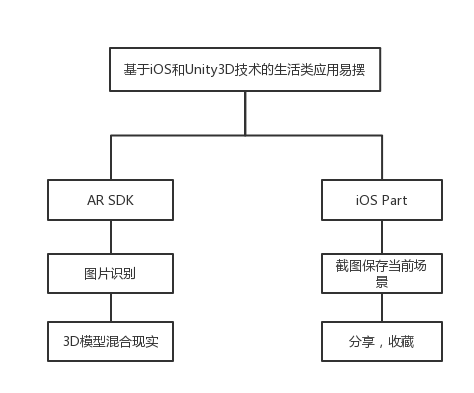 基于iOS和Unity3D技术的生活类应用易摆
AR SDK
iOS Part
图片识别
截图保存当前场
景
3D模型混合现实
分享，收藏